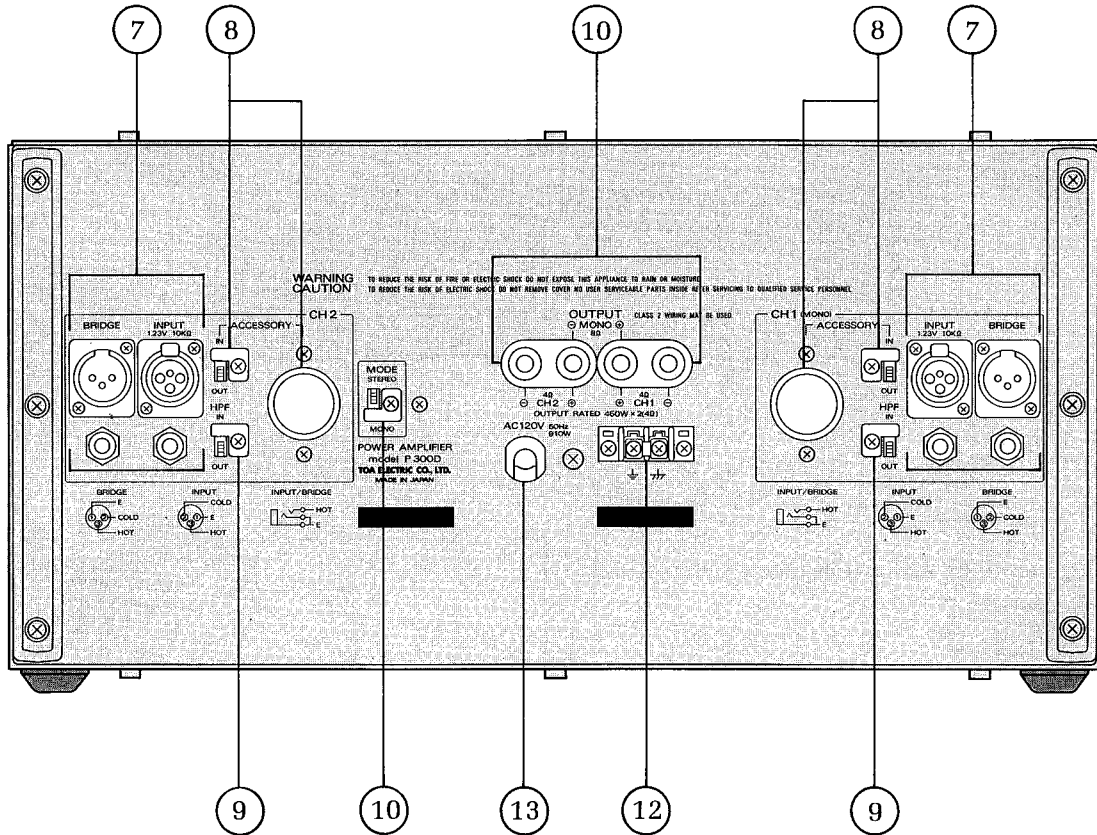 7 8 10 8 7
WARNING TO REDUCE THE RISK OF FIRE OR ELECTRIC SHOCK DO NOT EXPOSE THIS APPLIANCE TO RAIN OR MOISTURE
CAUTION TO REDUCE THE RISK OF ELECTRIC SHOCK DO NOT REMOVE COVER NO USER SERVICEABLE PARTS INSIDE AFTER SERVICING TO QUALIFIED SERVICE PERSONNEL
CH 2
BRIDGE
INPUT
1.23V 10KΩ
ACCESSORY
IN
OUT
HPF
IN
OUT
BRIDGE
E
COLD
HOT
INPUT
COLD
E
HOT
INPUT/BRIDGE
HOT
E
MODE
STEREO
MONO
POWER AMPLIFIER
model P 300D
TOA ELECTRIC CO., LTD.
MADE IN JAPAN
OUTPUT CLASS 2 WIRING MAY BE USED
⊖ MONO ⊕
8Ω
4Ω 4Ω
⊖ CH2 ⊕ ⊕ CH1 ⊖
OUTPUT RATED 450W × 2(4Ω)
AC120V 60Hz
910W
CH 1 (MONO)
ACCESSORY
IN
OUT
HPF
IN
OUT
INPUT
1.23V 10KΩ
BRIDGE
INPUT/BRIDGE
HOT
E
INPUT
COLD
E
HOT
BRIDGE
E
COLD
HOT
9 10 13 12 9